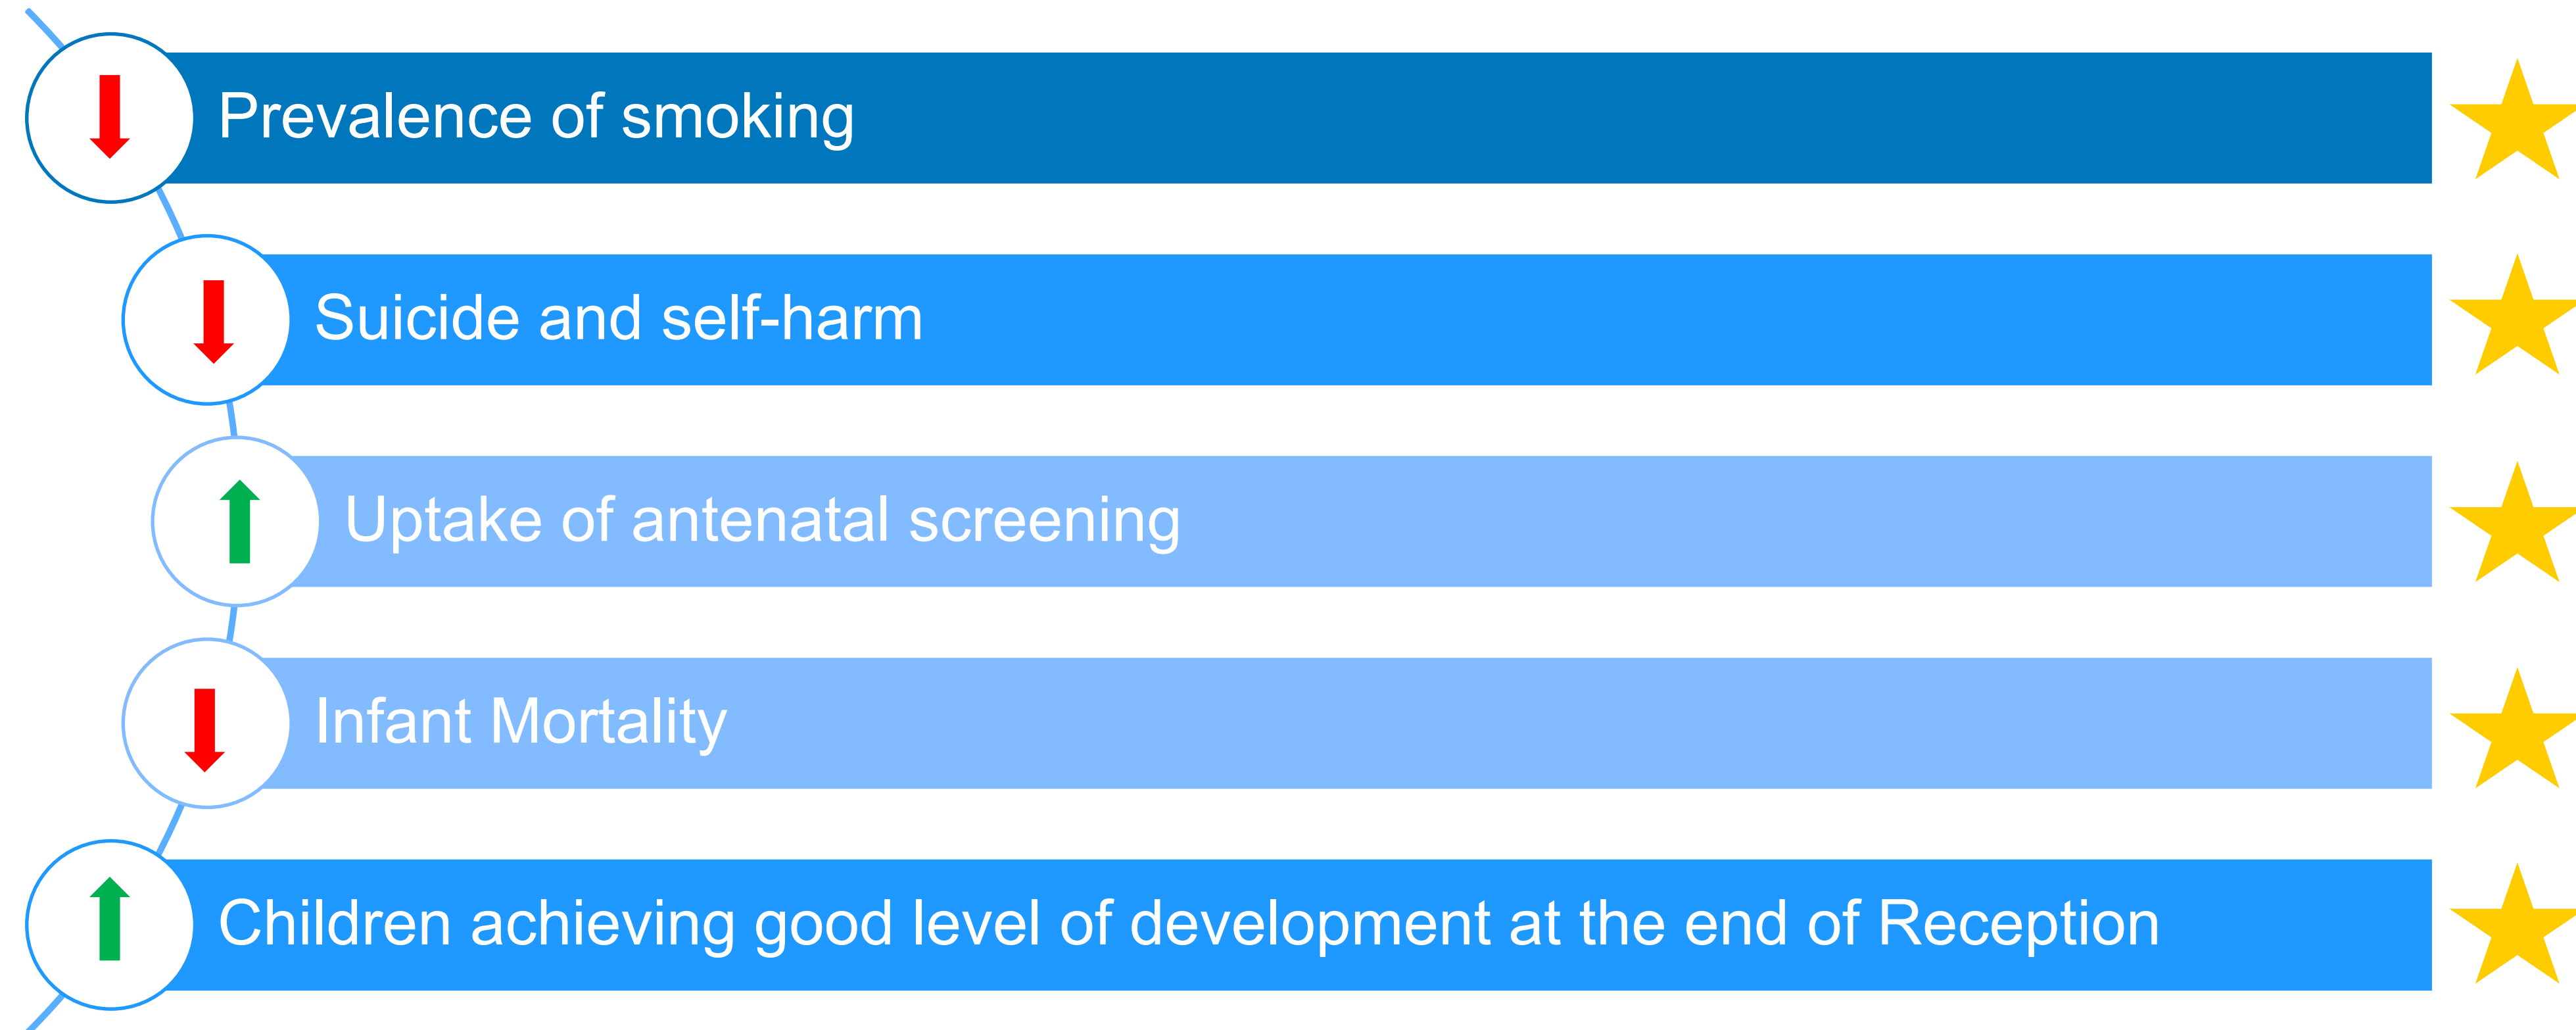 Prevalence of smoking
Suicide and self-harm
Uptake of antenatal screening
Infant Mortality
Children achieving good level of development at the end of Reception